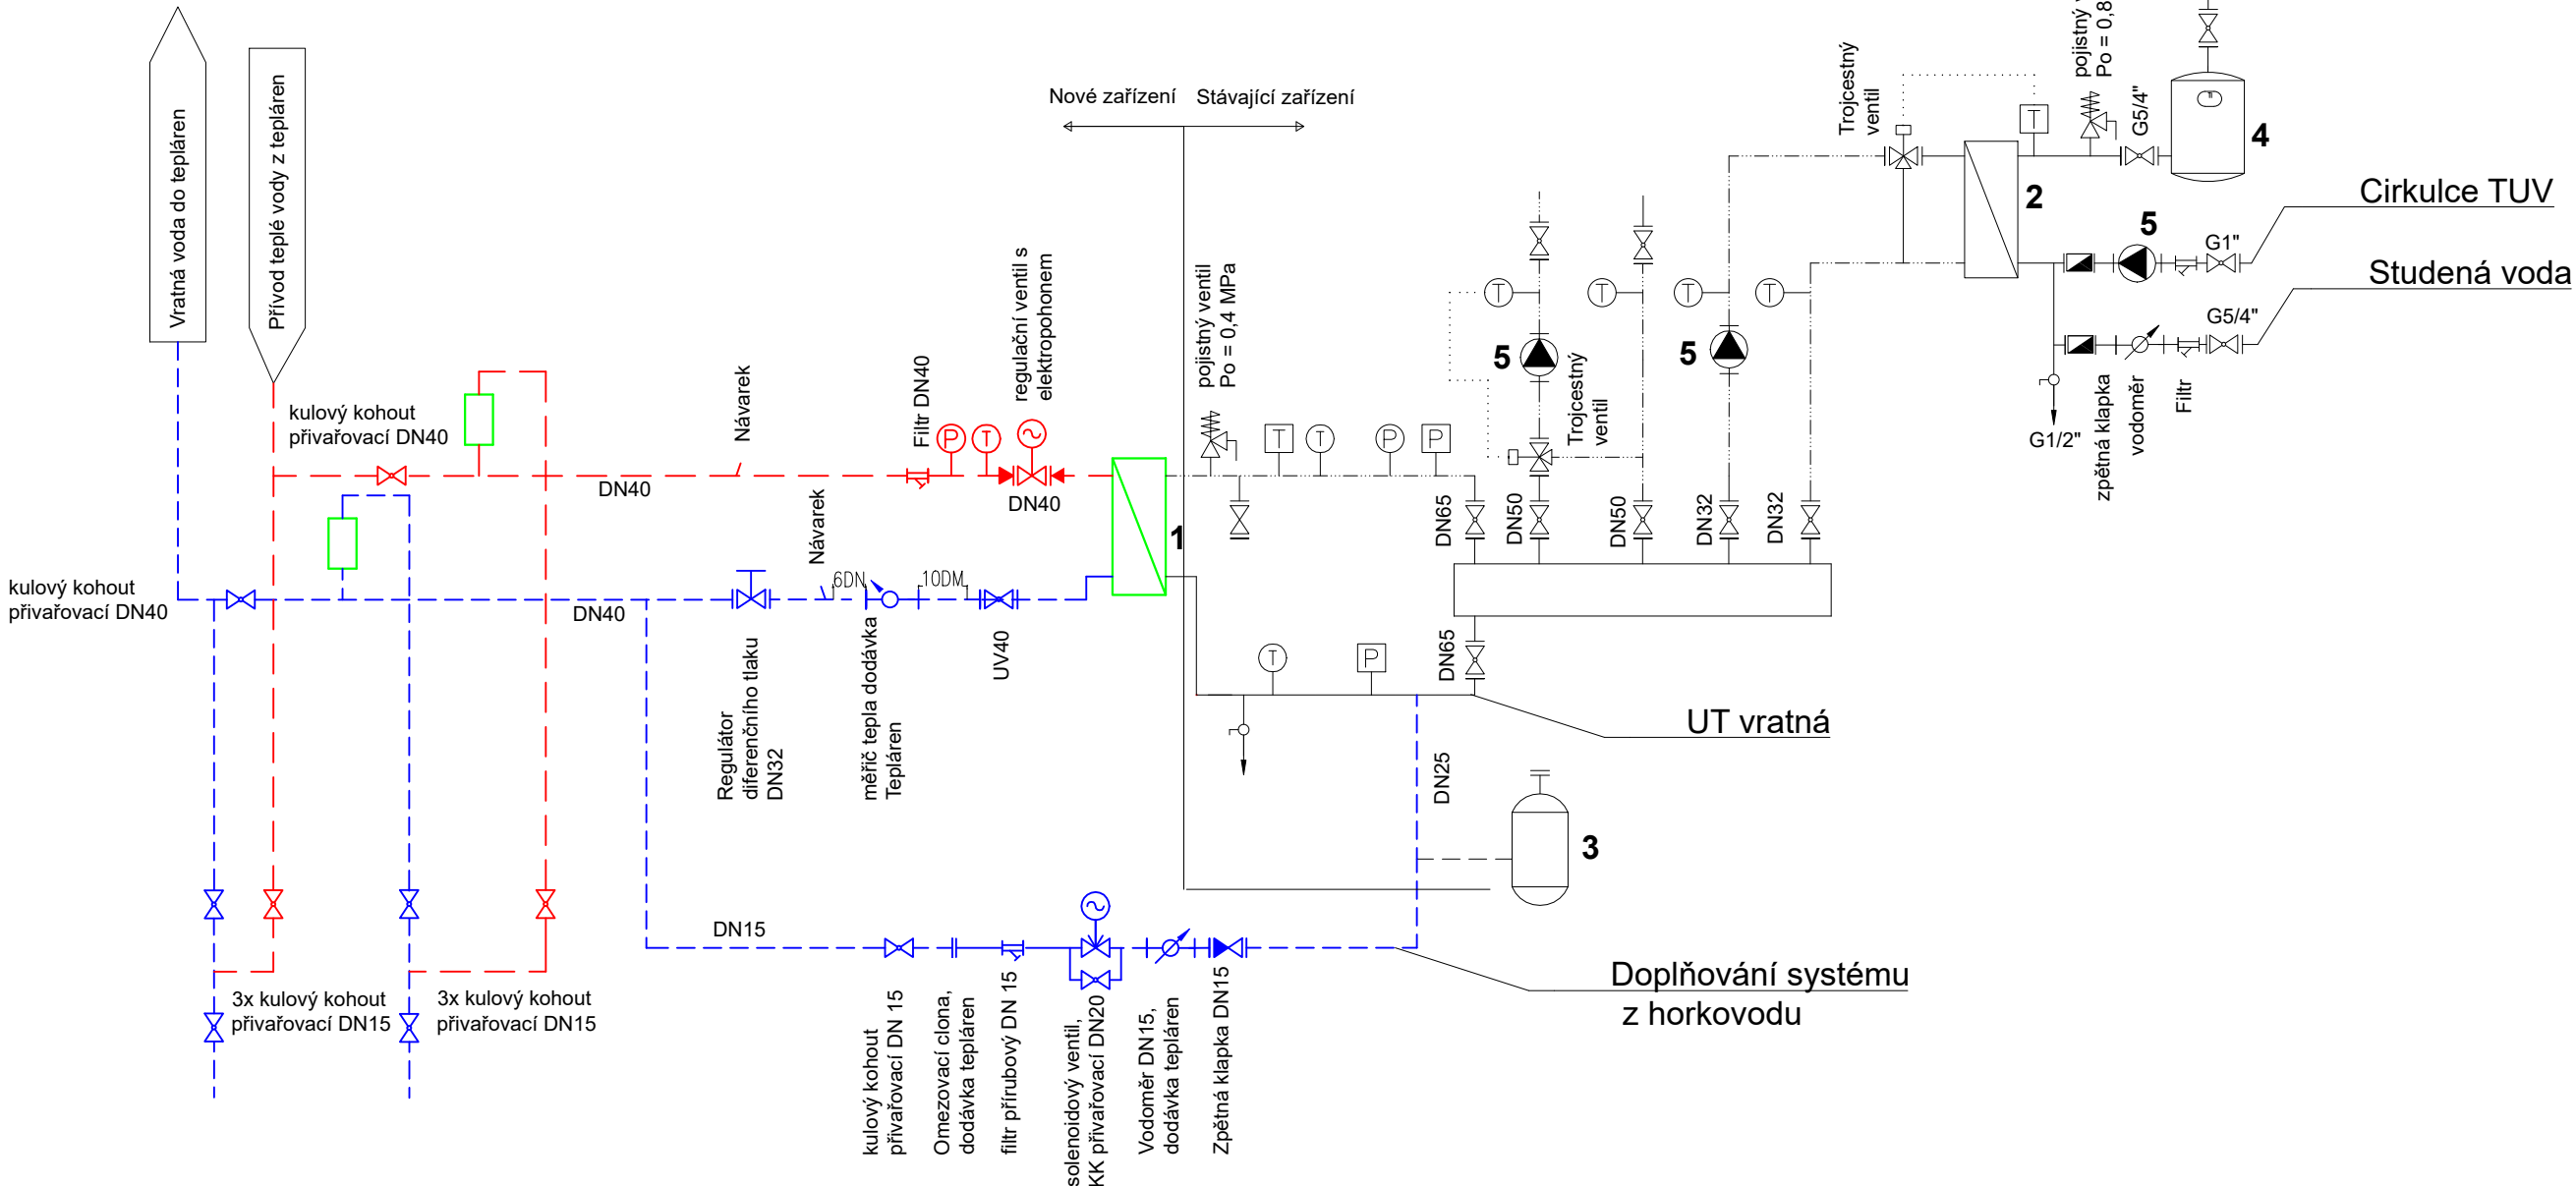 Vratná voda do tepláren
Přívod teplé vody z tepláren
kulový kohout
přivařovací DN40
kulový kohout
přivařovací DN40
DN40
DN40
Návarek
Návarek
Filtr DN40
P
T
regulační ventil s
elektropohonem
DN40
6DN
10DM
UV40
Regulátor
diferenčního tlaku
DN32
měřič tepla dodávka
Tepláren
1
Nové zařízení
Stávající zařízení
pojistný ventil
Po = 0,4 MPa
T
T
P
P
DN65
DN50
DN50
DN32
DN32
T
T
T
T
5
5
Trojcestný
ventil
Trojcestný
ventil
T
2
pojistný
Po = 0,8
G5/4"
4
Cirkulce TUV
5
G1"
Studená voda
G5/4"
G1/2"
zpětná klapka
vodoměr
Filtr
DN65
T
P
UT vratná
DN25
3
DN15
3x kulový kohout
přivařovací DN15
3x kulový kohout
přivařovací DN15
kulový kohout
přivařovací DN 15
Omezovací clona,
dodávka tepláren
filtr přírubový DN 15
solenoidový ventil,
KK přivařovací DN20
Vodoměr DN15,
dodávka tepláren
Zpětná klapka DN15
Doplňování systému
z horkovodu